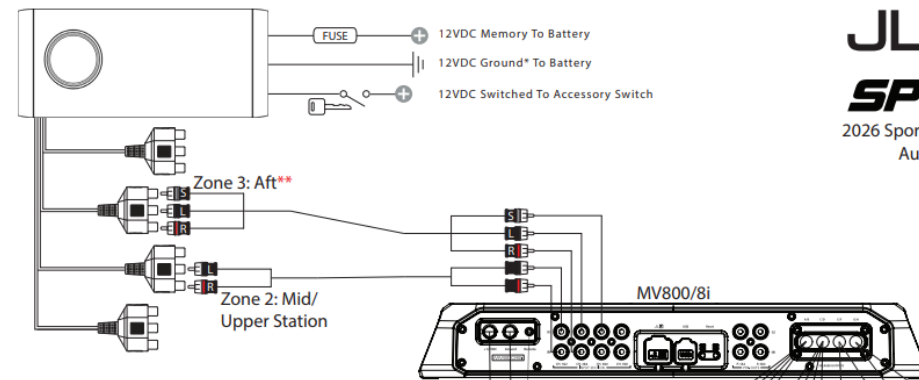 FUSE
12VDC Memory To Battery
12VDC Ground* To Battery
12VDC Switched To Accessory Switch
JL
SP
2026 Spor
Au
Zone 3: Aft**
S
L
R
S
L
R
L
R
Zone 2: Mid/
Upper Station
MV800/8i